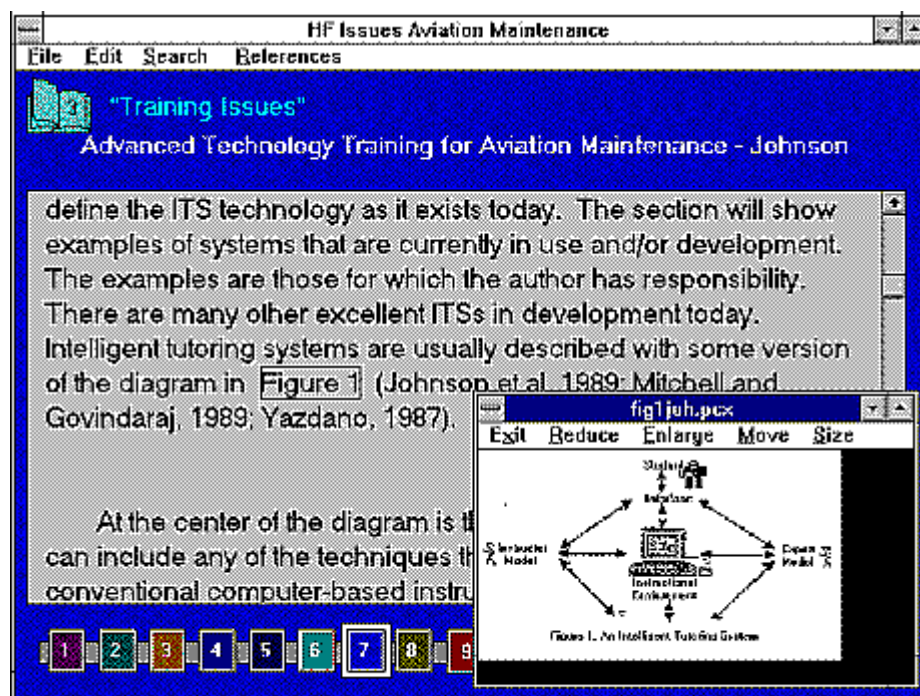 HF Issues Aviation Maintenance
File Edit Search References
3 "Training Issues"
Advanced Technology Training for Aviation Maintenance - Johnson
define the ITS technology as it exists today. The section will show
examples of systems that are currently in use and/or development.
The examples are those for which the author has responsibility.
There are many other excellent ITSs in development today.
Intelligent tutoring systems are usually described with some version
of the diagram in Figure 1 (Johnson et al, 1989; Mitchell and
Govindaraj, 1989; Yazdano, 1987).
At the center of the diagram is
can include any of the techniques
conventional computer-based
1 2 3 4 5 6 7 8 9
Exit Reduce Enlarge Move Size
Student
Interface
Instructor
Model
Expert
Model
Instructional
Environment
Figure 1. An Intelligent Tutoring System